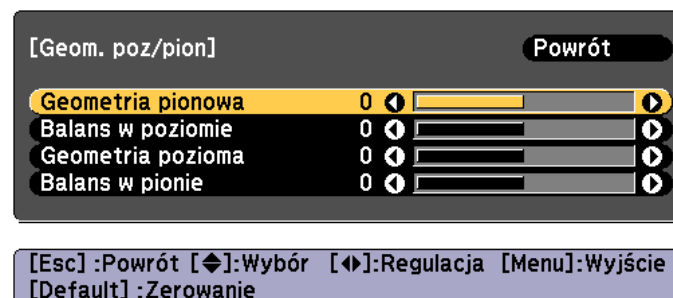 [Geom. poz/pion] Powrót
Geometria pionowa 0
Balans w poziomie 0
Geometria pozioma 0
Balans w pionie 0
[Esc] :Powrót [◆]:Wybór [◆]:Regulacja [Menu]:Wyjście
[Default] :Zerowanie